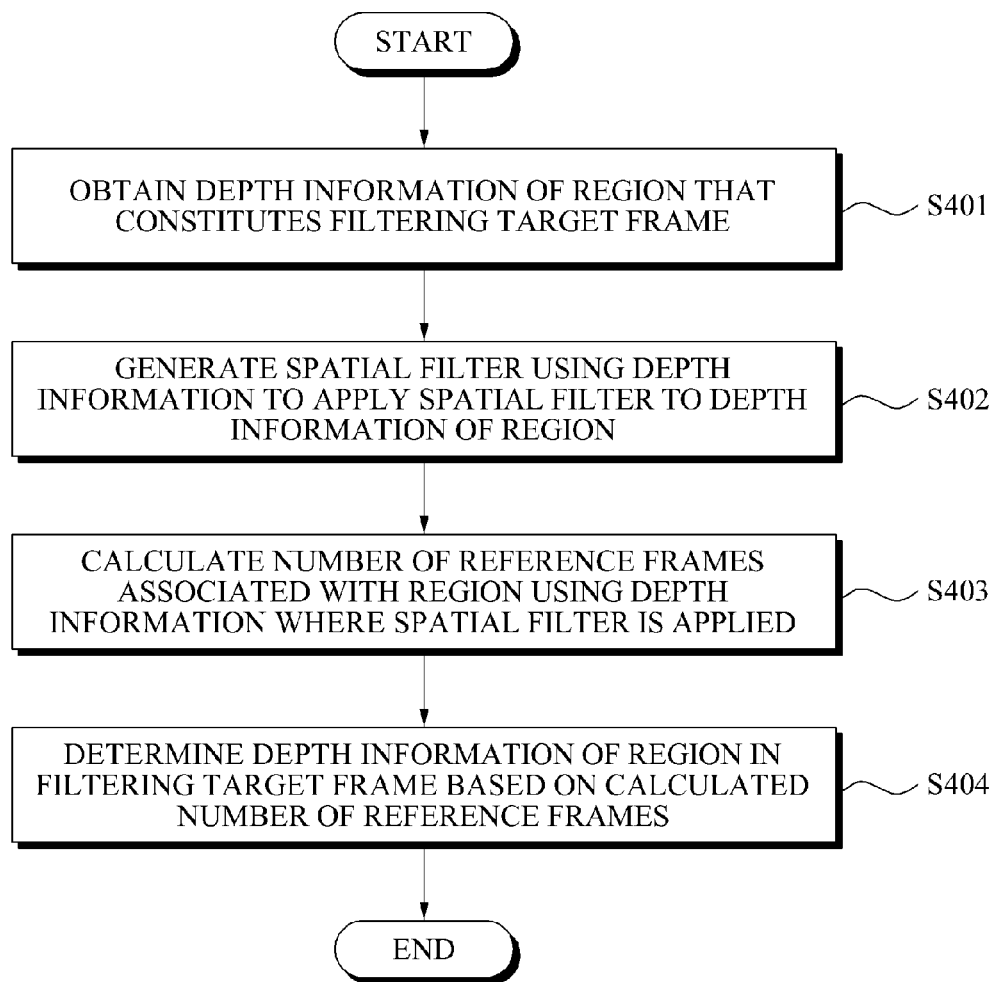 START
OBTAIN DEPTH INFORMATION OF REGION THAT
CONSTITUTES FILTERING TARGET FRAME
S401
GENERATE SPATIAL FILTER USING DEPTH
INFORMATION TO APPLY SPATIAL FILTER TO DEPTH
INFORMATION OF REGION
S402
CALCULATE NUMBER OF REFERENCE FRAMES
ASSOCIATED WITH REGION USING DEPTH
INFORMATION WHERE SPATIAL FILTER IS APPLIED
S403
DETERMINE DEPTH INFORMATION OF REGION IN
FILTERING TARGET FRAME BASED ON CALCULATED
NUMBER OF REFERENCE FRAMES
S404
END